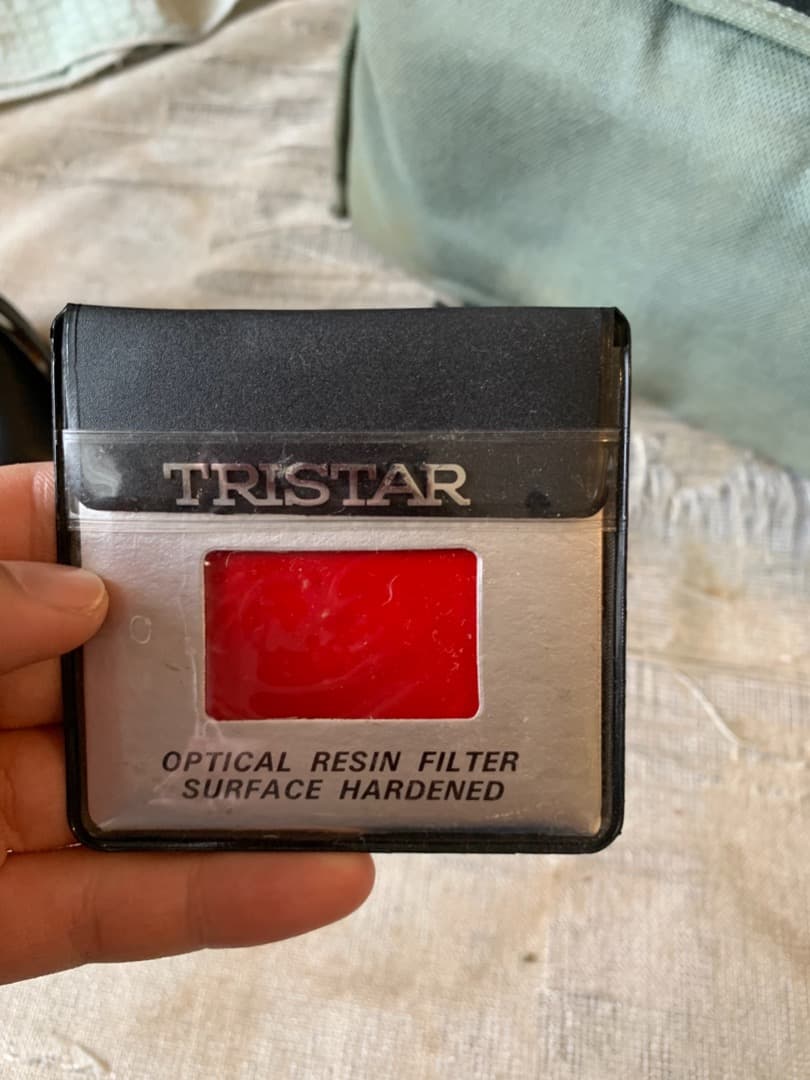 TRISTAR
OPTICAL RESIN FILTER
SURFACE HARDENED